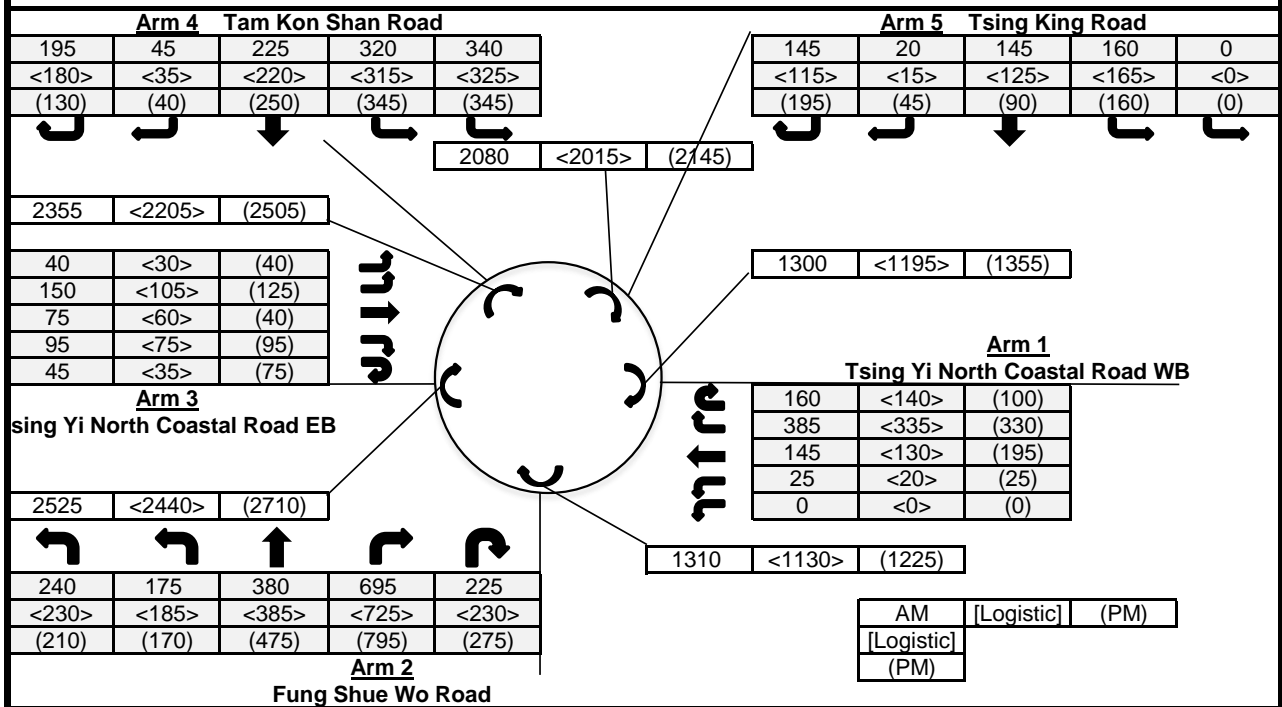 Arm 4 Tam Kon Shan Road
195 45 225 320 340
<180> <35> <220> <315> <325>
(130) (40) (250) (345) (345)
Arm 5 Tsing King Road
145 20 145 160 0
<115> <15> <125> <165> <0>
(195) (45) (90) (160) (0)
2080 <2015> (2145)
2355 <2205> (2505)
40 <30> (40)
150 <105> (125)
75 <60> (40)
95 <75> (95)
45 <35> (75)
Arm 3
sing Yi North Coastal Road EB
1300 <1195> (1355)
Arm 1
Tsing Yi North Coastal Road WB
160 <140> (100)
385 <335> (330)
145 <130> (195)
25 <20> (25)
0 <0> (0)
2525 <2440> (2710)
1310 <1130> (1225)
240 175 380 695 225
<230> <185> <385> <725> <230>
(210) (170) (475) (795) (275)
Arm 2
Fung Shue Wo Road
AM [Logistic] (PM)
[Logistic]
(PM)